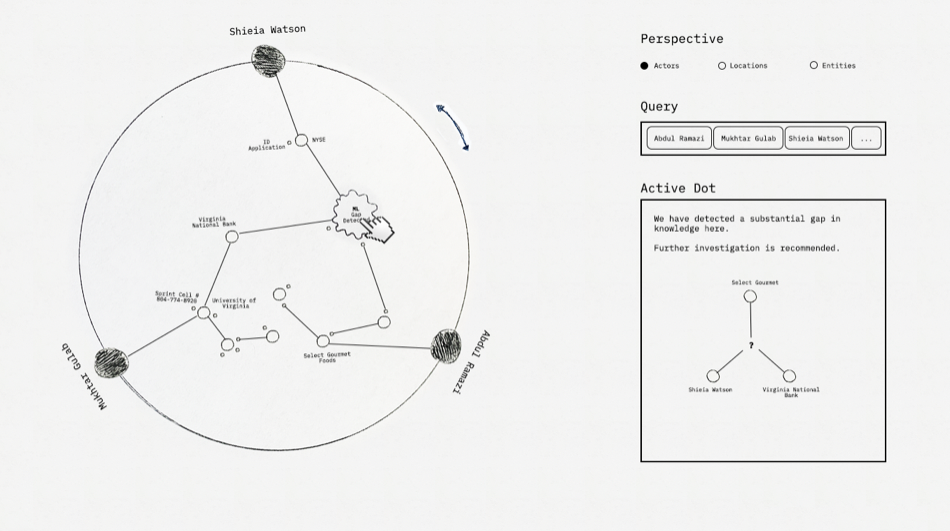 Shieia Watson
ID
Application
NYSE
ML
Gap
Virginia
National Bank
Sprint Cell #
804-774-8920
University of
Virginia
Select Gourmet
Foods
Mukhtar Gulab
Abdul Ramazi
Perspective
Actors
Locations
Entities
Query
Abdul Ramazi
Mukhtar Gulab
Shieia Watson
...
Active Dot
We have detected a substantial gap in
knowledge here.
Further investigation is recommended.
Select Gourmet
?
Shieia Watson
Virginia National
Bank